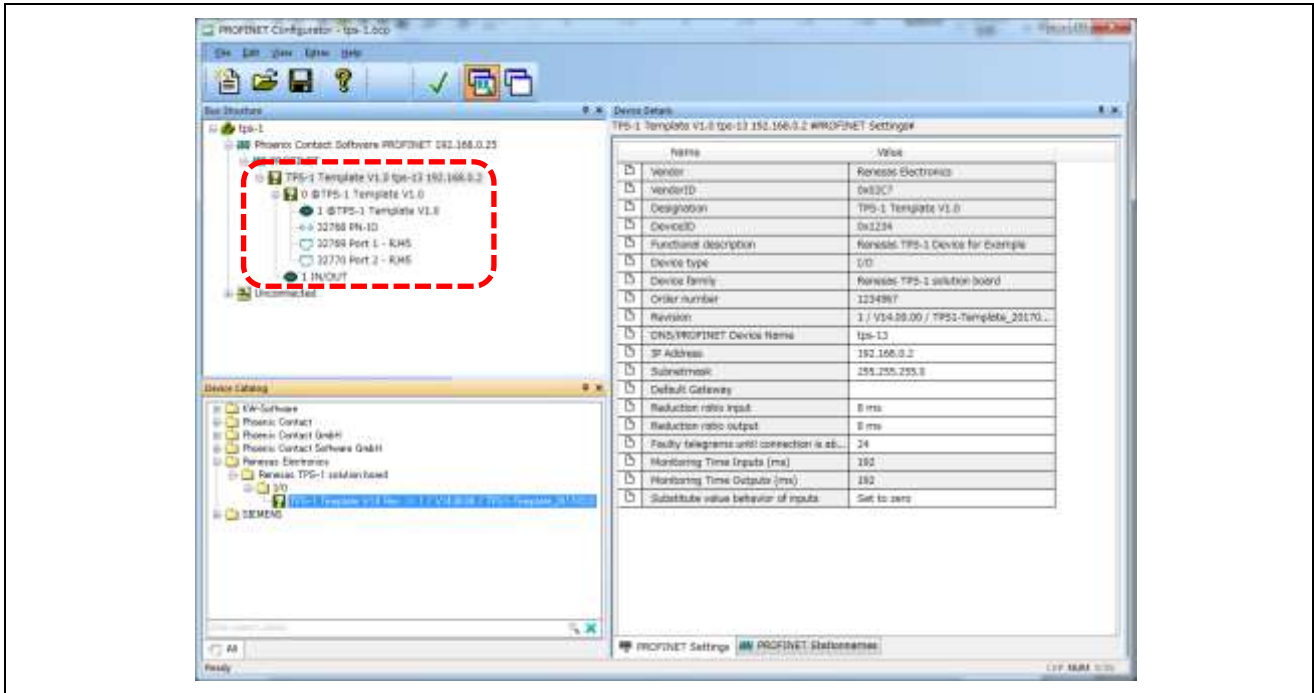 PROFINET Configurator - tps-1.bcp
File Edit View Extras Help
Bus Structure
tps-1
Phoenix Contact Software PROFINET 192.168.0.25
PROFINET
TPS-1 Template V1.0 tps-13 192.168.0.2
0 @TPS-1 Template V1.0
1 @TPS-1 Template V1.0
32768 PN-IO
32769 Port 1 - RJ45
32770 Port 2 - RJ45
1 IN/OUT
Unconnected
Device Catalog
KW-Software
Phoenix Contact
Phoenix Contact GmbH
Phoenix Contact Software GmbH
Renesas Electronics
Renesas TPS-1 solution board
I/O
SIEMENS
All
Ready
Device Details
TPS-1 Template V1.0 tps-13 192.168.0.2 #PROFINET Settings#
Name Value
Vendor Renesas Electronics
VendorID
Designation TPS-1 Template V1.0
DeviceID 0x1234
Functional description Renesas TPS-1 Device for Example
Device type I/O
Device family Renesas TPS-1 solution board
Order number 1234567
Revision 1 / V14.00.00 / TPS1-Template_20170...
DNS/PROFINET Device Name tps-13
IP Address 192.168.0.2
Subnetmask 255.255.255.0
Default Gateway
Reduction ratio input 8 ms
Reduction ratio output 8 ms
Faulty telegrams until connection is ab... 24
Monitoring Time Inputs (ms) 192
Monitoring Time Outputs (ms) 192
Substitute value behavior of inputs Set to zero
PROFINET Settings PROFINET Stationnames
NUM